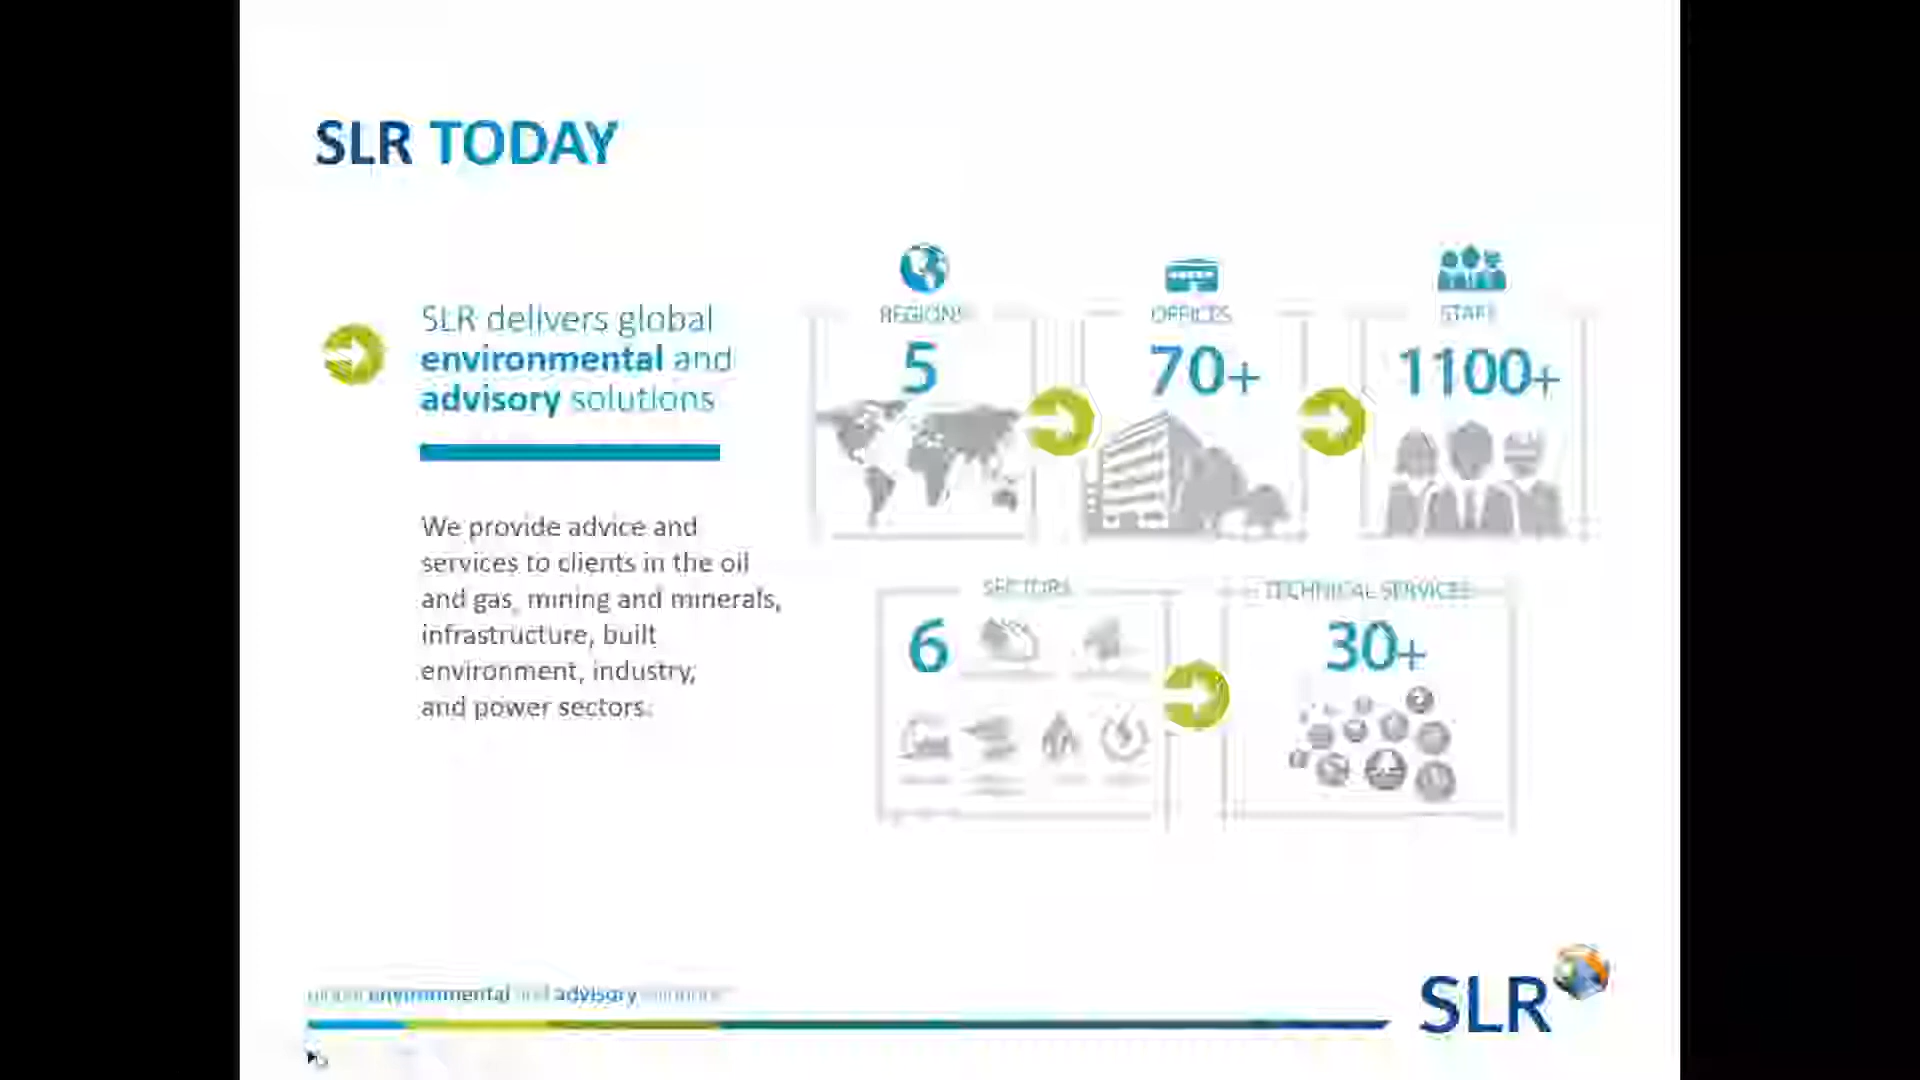 SLR TODAY
SLR delivers global
environmental and
advisory solutions
We provide advice and
services to clients in the oil
and gas, mining and minerals,
infrastructure, built
environment, industry,
and power sectors.
REGIONS
5
OFFICES
70+
STAFF
1100+
SECTORS
6
TECHNICAL SERVICES
30+
global environmental and advisory solutions
SLR